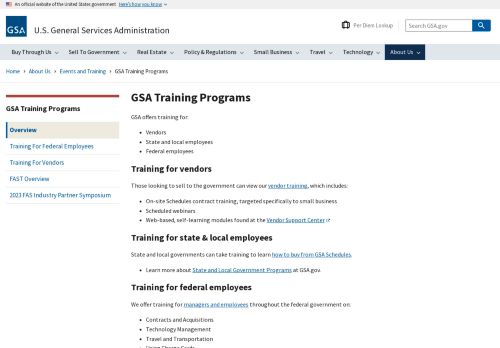 An official website of the United States government Here's how you know
GSA
U.S. General Services Administration
Per Diem Lookup
Search GSA.gov
Buy Through Us Sell To Government Real Estate Policy & Regulations Small Business Travel Technology About Us
Home › About Us › Events and Training › GSA Training Programs
GSA Training Programs
Overview
Training For Federal Employees
Training For Vendors
FAST Overview
2023 FAS Industry Partner Symposium
GSA Training Programs
GSA offers training for:
• Vendors
• State and local employees
• Federal employees
Training for vendors
Those looking to sell to the government can view our vendor training, which includes:
• On-site Schedules contract training, targeted specifically to small business
• Scheduled webinars
• Web-based, self-learning modules found at the Vendor Support Center
Training for state & local employees
State and local governments can take training to learn how to buy from GSA Schedules.
• Learn more about State and Local Government Programs at GSA.gov.
Training for federal employees
We offer training for managers and employees throughout the federal government on:
• Contracts and Acquisitions
• Technology Management
• Travel and Transportation